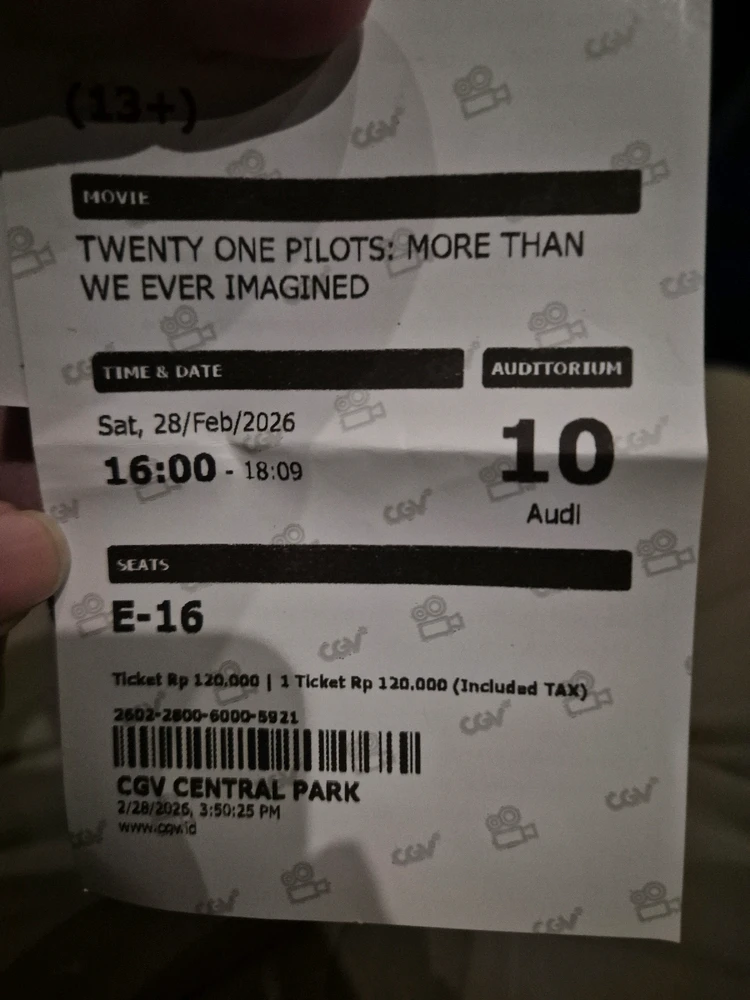 (13+)
MOVIE
TWENTY ONE PILOTS: MORE THAN
WE EVER IMAGINED
TIME & DATE
AUDITORIUM
Sat, 28/Feb/2026
16:00 - 18:09
10
Audi
SEATS
E-16
Ticket Rp 120,000 | 1 Ticket Rp 120.000 (Included TAX)
2602-2800-6000-5921
CGV CENTRAL PARK
2/28/2026, 3:50:25 PM
www.cgv.id